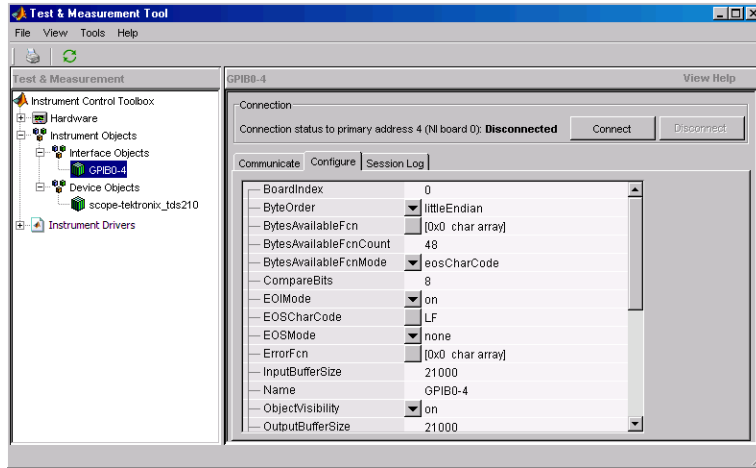 Test & Measurement Tool
File View Tools Help
Test & Measurement
Instrument Control Toolbox
Hardware
Instrument Objects
Interface Objects
GPIB0-4
Device Objects
scope-tektronix_tds210
Instrument Drivers
GPIB0-4 View Help
Connection
Connection status to primary address 4 (NI board 0): Disconnected Connect Disconnect
Communicate Configure Session Log
BoardIndex 0
ByteOrder littleEndian
BytesAvailableFcn [0x0 char array]
BytesAvailableFcnCount 48
BytesAvailableFcnMode eosCharCode
CompareBits 8
EOIMode on
EOSCharCode LF
EOSMode none
ErrorFcn [0x0 char array]
InputBufferSize 21000
Name GPIB0-4
ObjectVisibility on
OutputBufferSize 21000